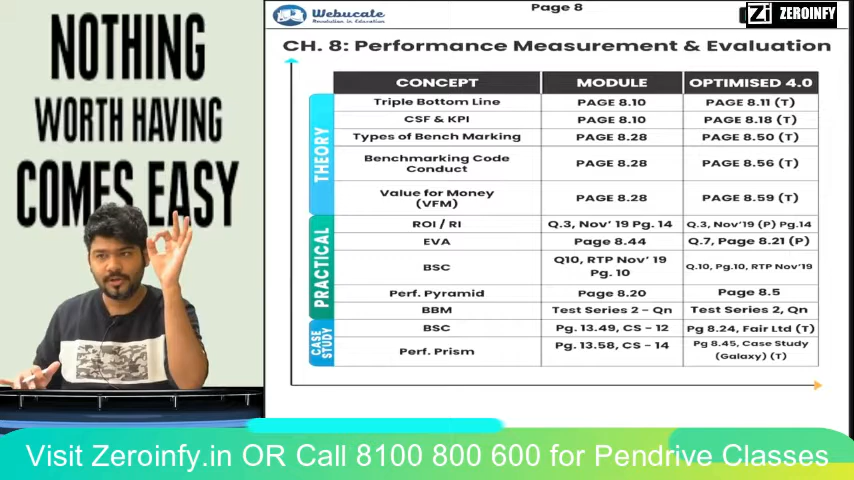 NOTHING
WORTH HAVING
COMES EASY
Webucate
Revolution in Education
Page 8
Zi ZEROINFY
CH. 8: Performance Measurement & Evaluation
CONCEPT MODULE OPTIMISED 4.0
THEORY
Triple Bottom Line PAGE 8.10 PAGE 8.11 (T)
CSF & KPI PAGE 8.10 PAGE 8.18 (T)
Types of Bench Marking PAGE 8.28 PAGE 8.50 (T)
Benchmarking Code
Conduct PAGE 8.28 PAGE 8.56 (T)
Value for Money
(VFM) PAGE 8.28 PAGE 8.59 (T)
PRACTICAL
ROI / RI Q.3, Nov' 19 Pg. 14 Q.3, Nov'19 (P) Pg.14
EVA Page 8.44 Q.7, Page 8.21 (P)
BSC Q10, RTP Nov' 19
Pg. 10 Q.10, Pg.10, RTP Nov'19
Perf. Pyramid Page 8.20 Page 8.5
BBM Test Series 2 - Qn Test Series 2, Qn
CASE
STUDY
BSC Pg. 13.49, CS - 12 Pg 8.24, Fair Ltd (T)
Perf. Prism Pg. 13.58, CS - 14 Pg 8.45, Case Study
(Galaxy) (T)
Visit Zeroinfy.in OR Call 8100 800 600 for Pendrive Classes